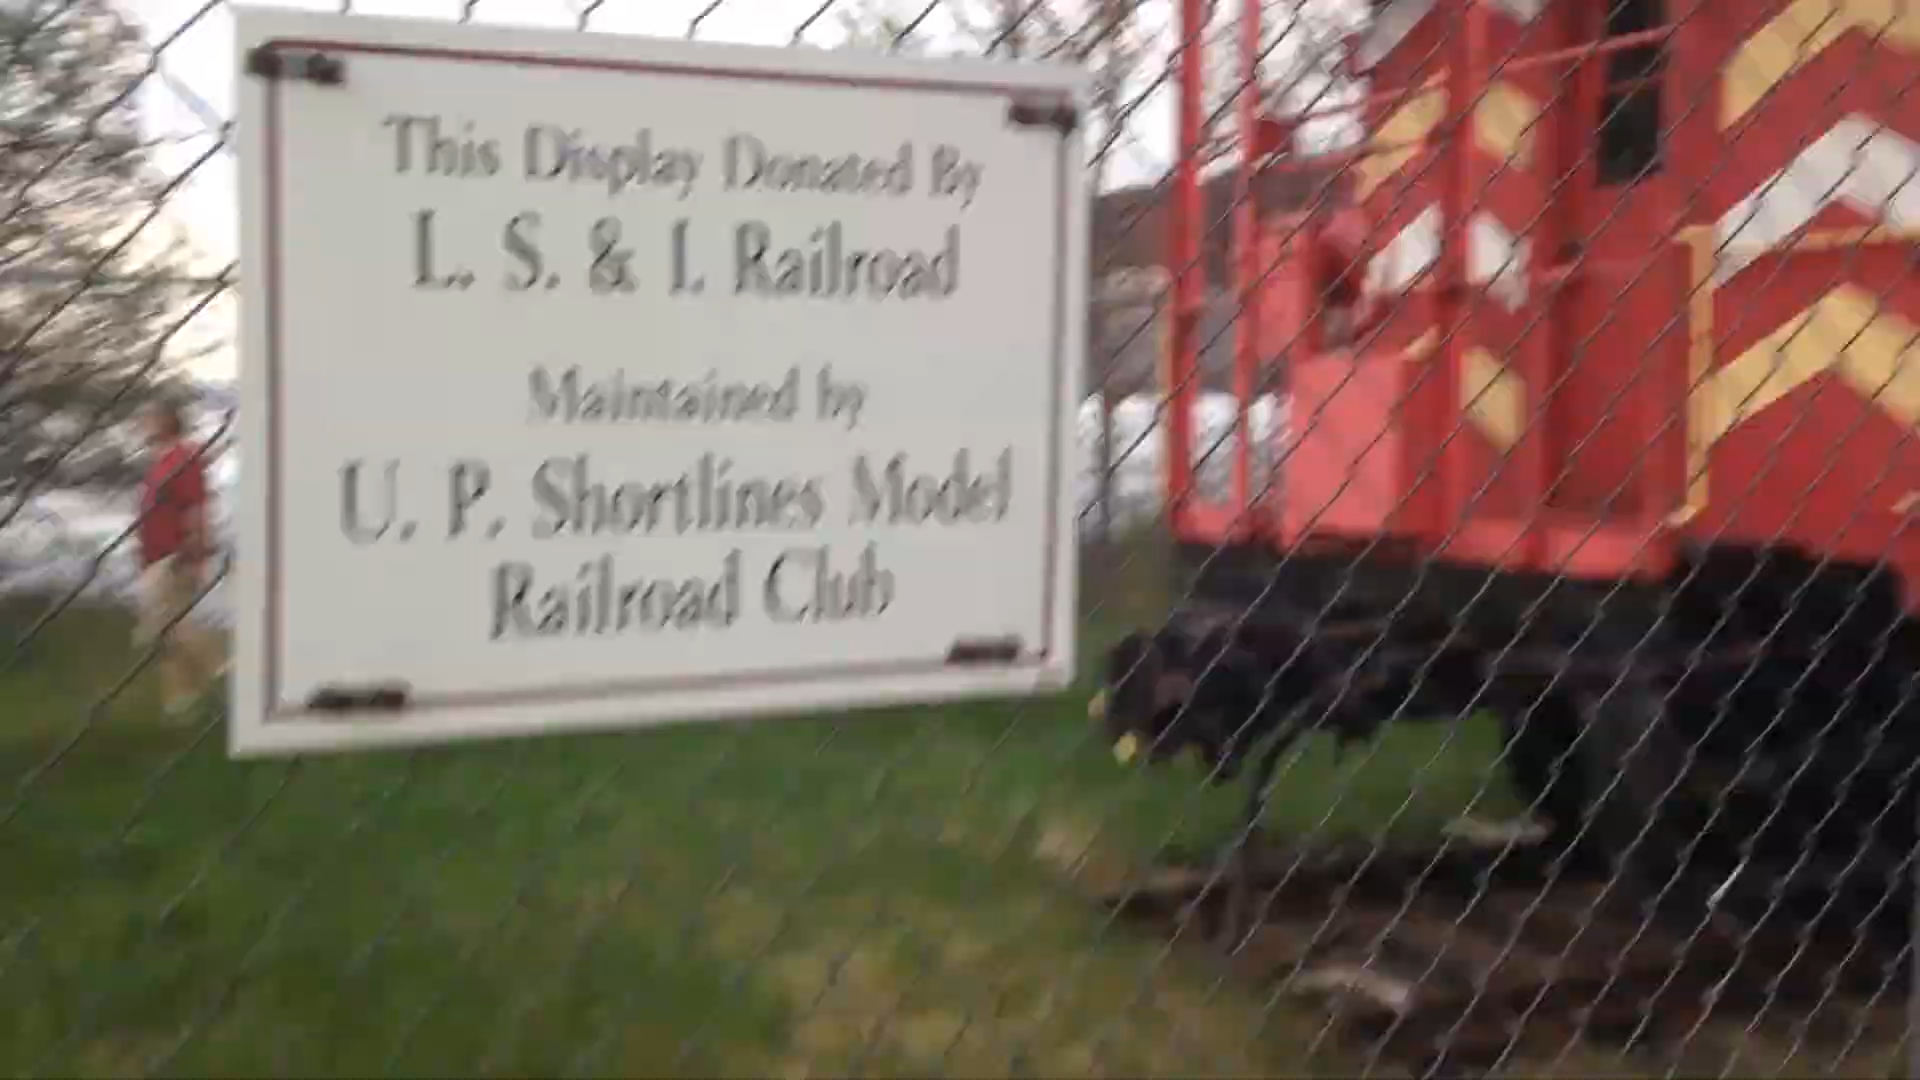 This Display Donated By
L. S. & I. Railroad
Maintained by
U. P. Shortlines Model
Railroad Club